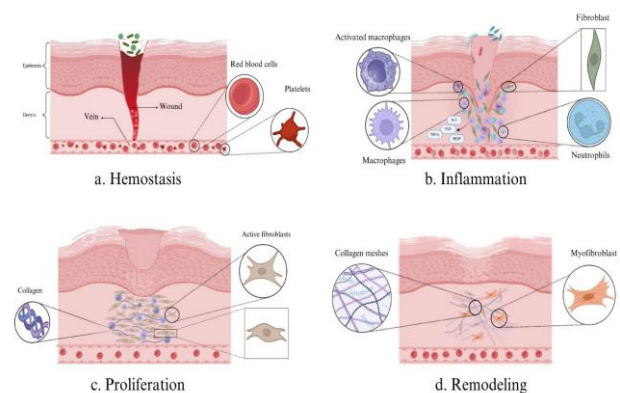 Epidermis
Dermis
Vein
Wound
Red blood cells
Platelets
a. Hemostasis
Activated macrophages
Macrophages
Fibroblast
Neutrophils
b. Inflammation
Collagen
Active fibroblasts
c. Proliferation
Collagen meshes
Myofibroblast
d. Remodeling